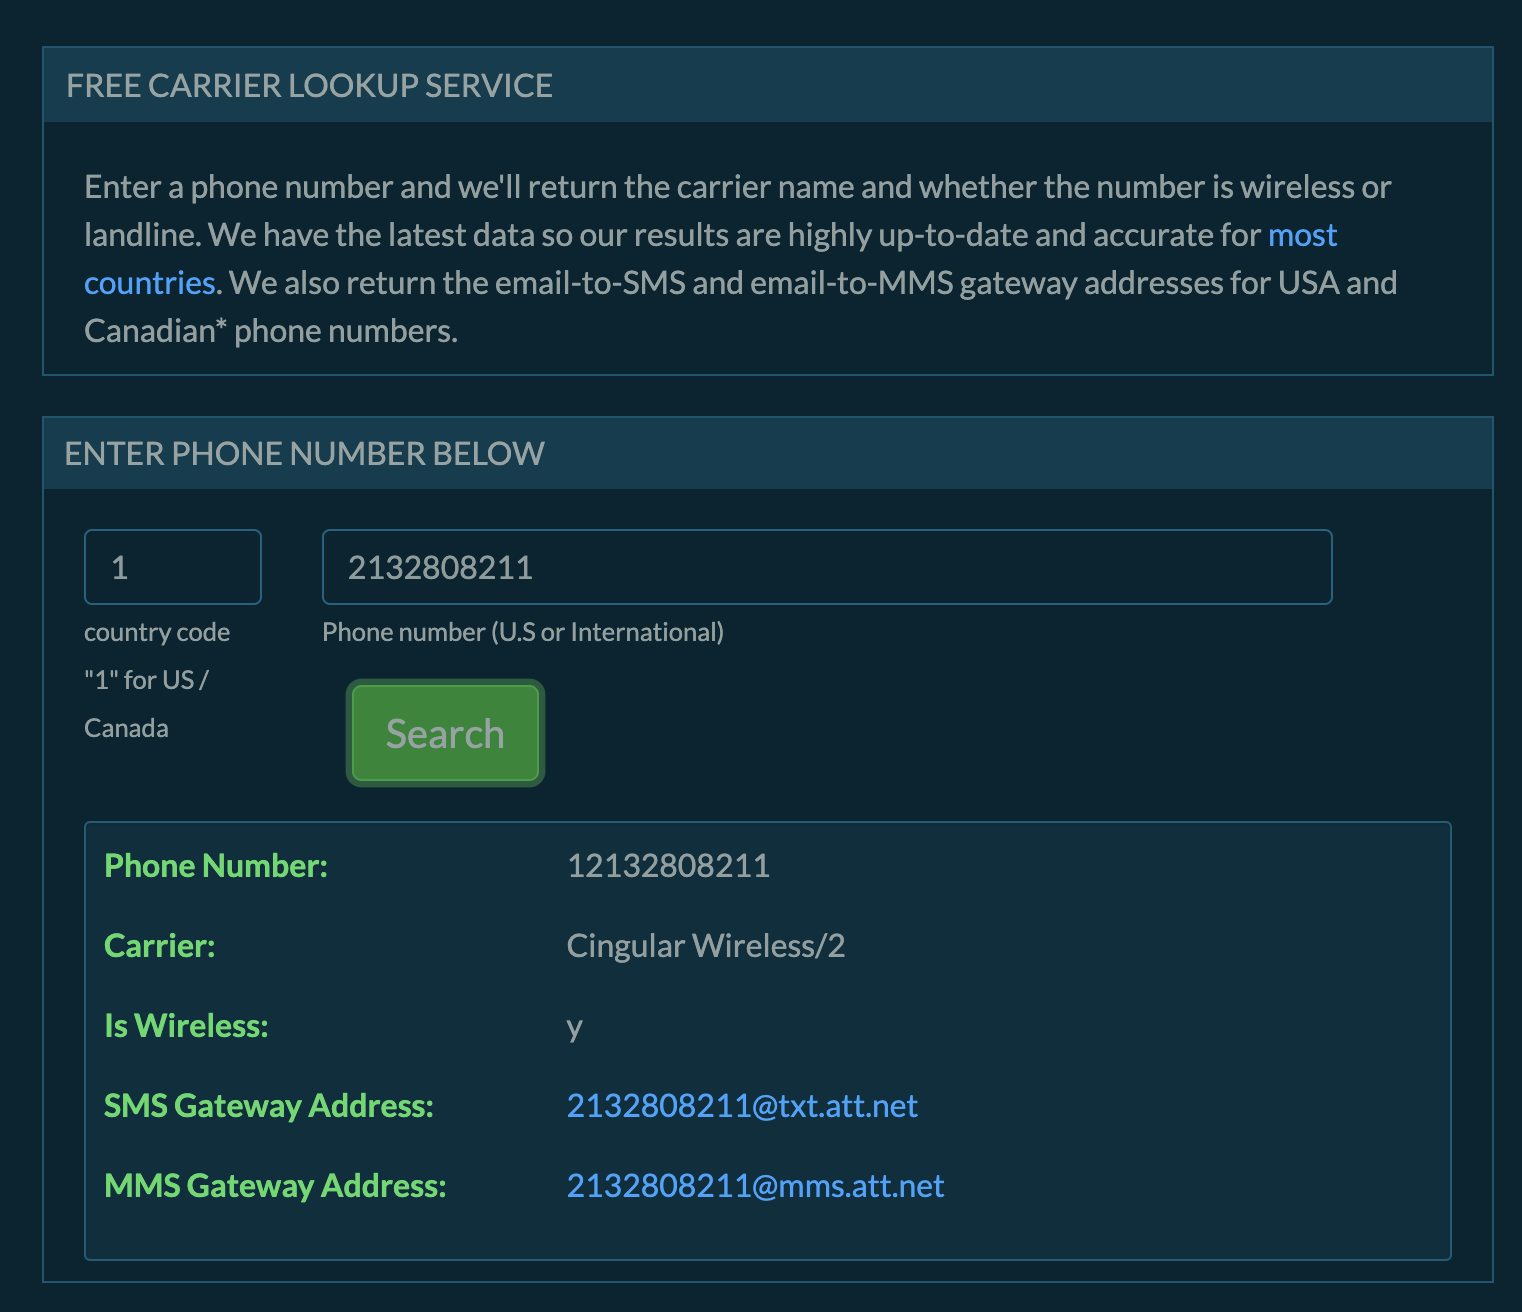 FREE CARRIER LOOKUP SERVICE
Enter a phone number and we'll return the carrier name and whether the number is wireless or
landline. We have the latest data so our results are highly up-to-date and accurate for most
countries. We also return the email-to-SMS and email-to-MMS gateway addresses for USA and
Canadian* phone numbers.
ENTER PHONE NUMBER BELOW
1
2132808211
country code
"1" for US /
Canada
Phone number (U.S or International)
Search
Phone Number: 12132808211
Carrier: Cingular Wireless/2
Is Wireless: y
SMS Gateway Address: 2132808211@txt.att.net
MMS Gateway Address: 2132808211@mms.att.net